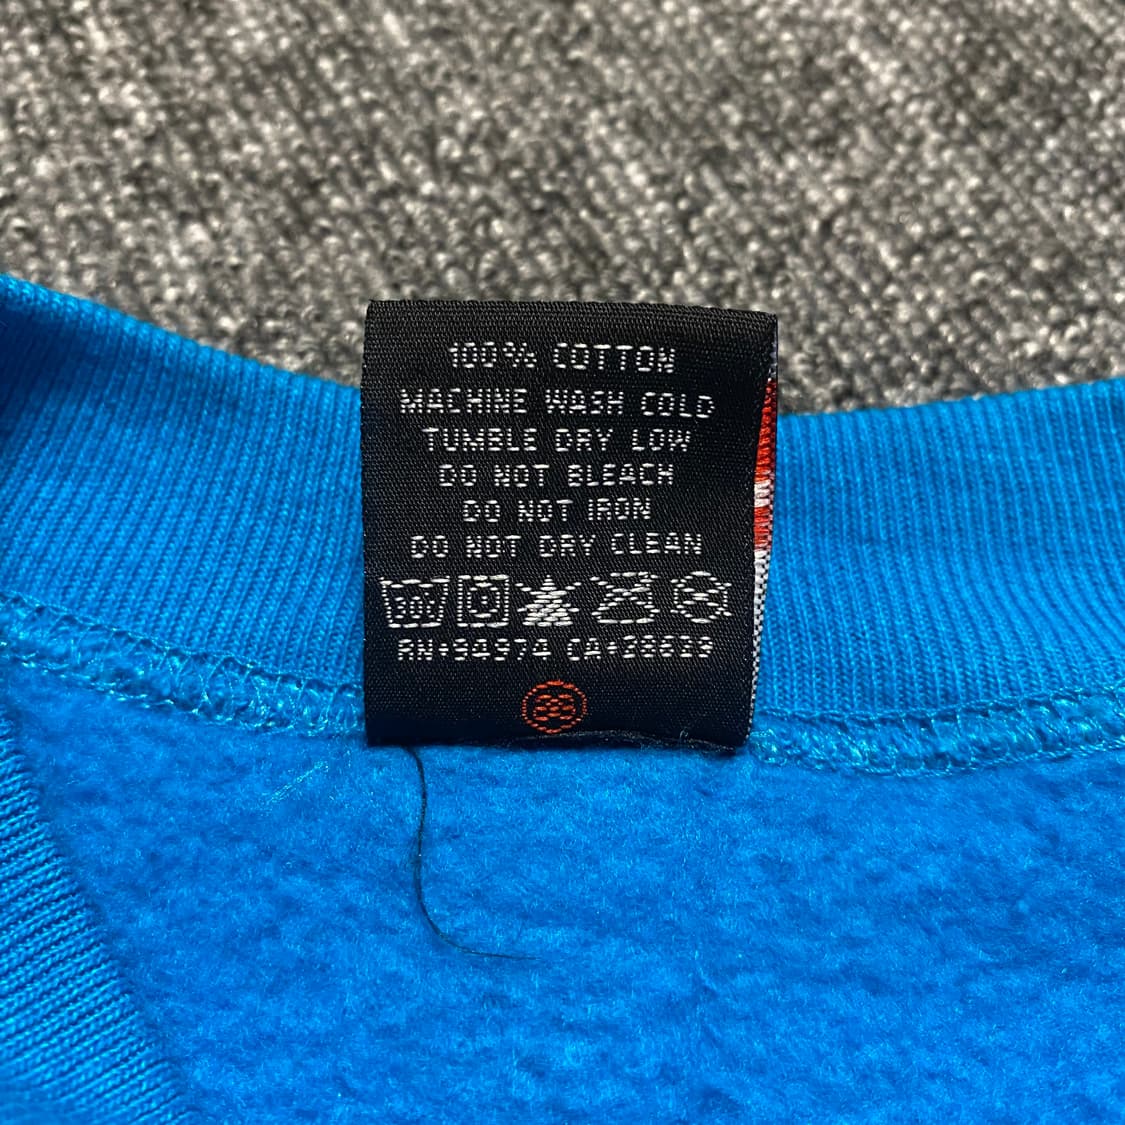 100% COTTON
MACHINE WASH COLD
TUMBLE DRY LOW
DO NOT BLEACH
DO NOT IRON
DO NOT DRY CLEAN
30°
RN+94974 CA+28629